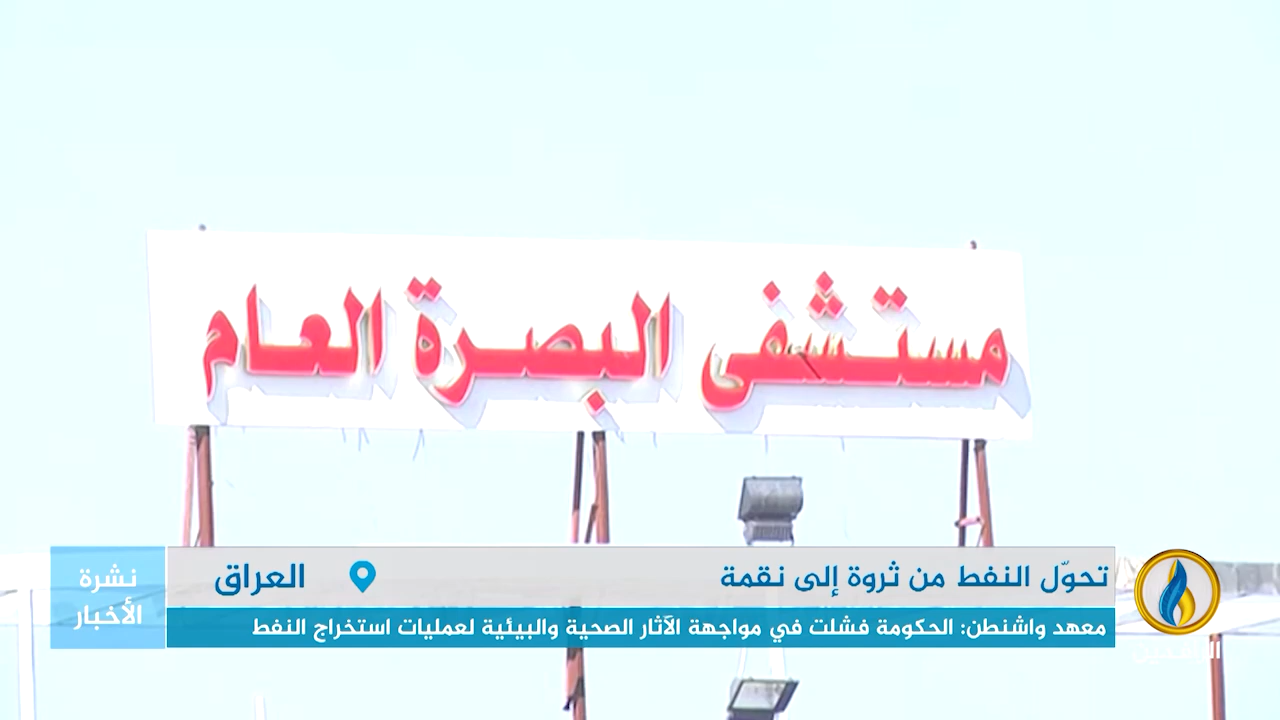 مستشفى البصرة العام
تحوّل النفط من ثروة إلى نقمة
العراق
معهد واشنطن: الحكومة فشلت في مواجهة الآثار الصحية والبيئية لعمليات استخراج النفط
نشرة
الأخبار
الرافدين